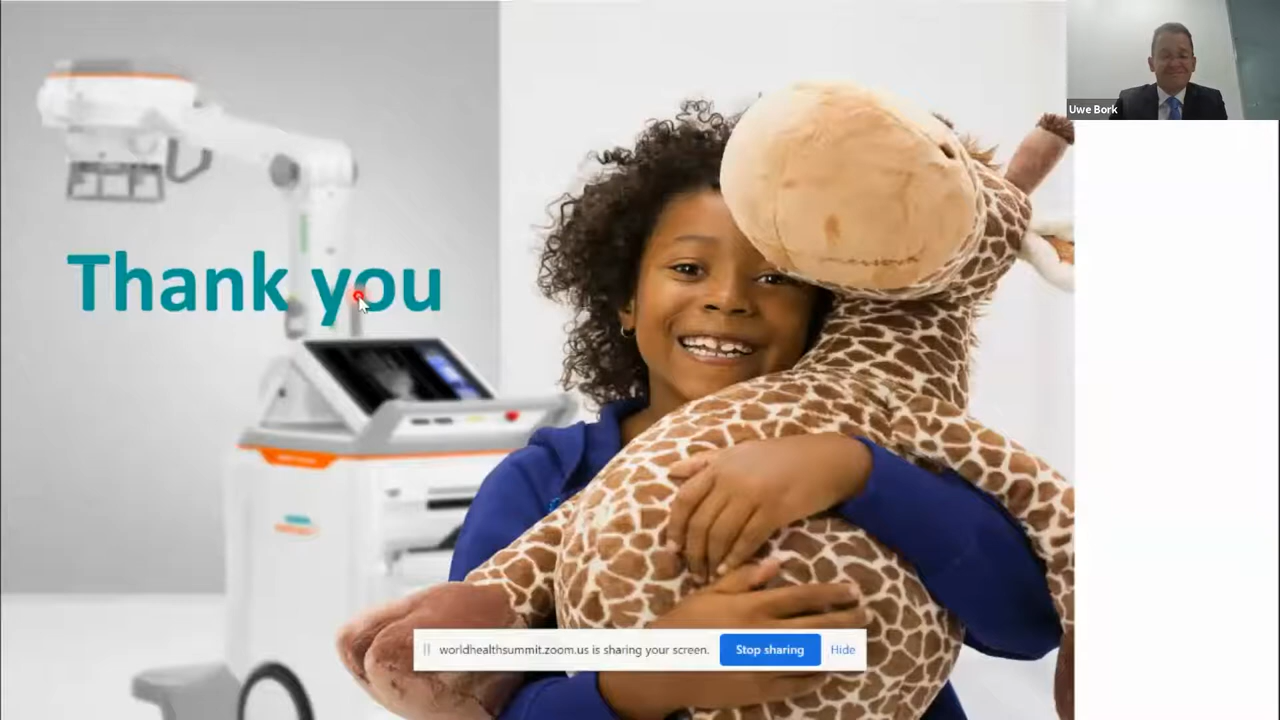 Uwe Bork
Thank you
worldhealthsummit.zoom.us is sharing your screen.
Stop sharing
Hide